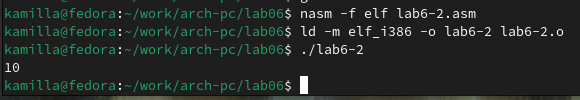 kamilla@fedora:~/work/arch-pc/lab06$ nasm -f elf lab6-2.asm
kamilla@fedora:~/work/arch-pc/lab06$ ld -m elf_i386 -o lab6-2 lab6-2.o
kamilla@fedora:~/work/arch-pc/lab06$ ./lab6-2
10
kamilla@fedora:~/work/arch-pc/lab06$